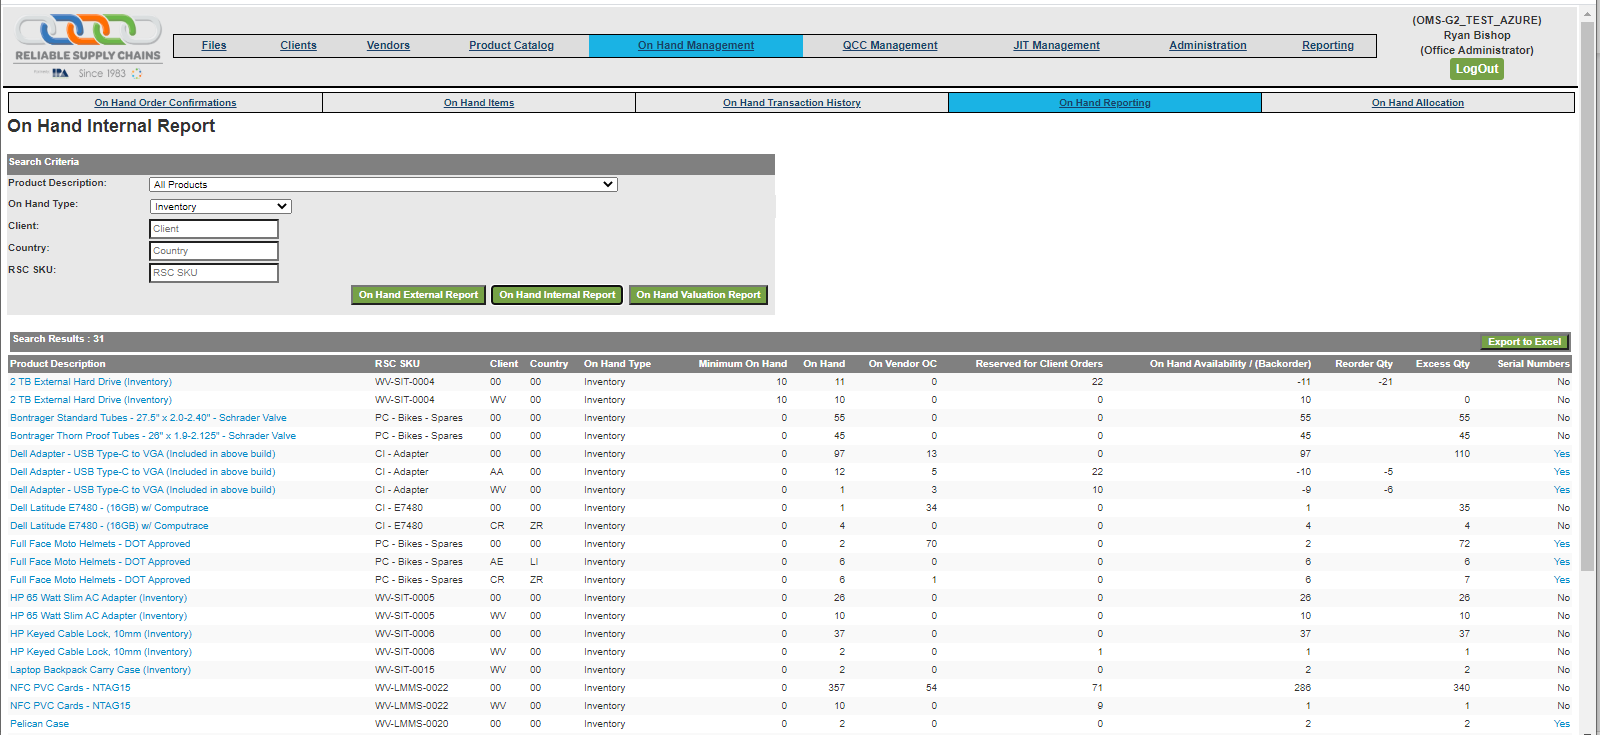 RELIABLE SUPPLY CHAINS
IPA Since 1983
Files Clients Vendors Product Catalog On Hand Management QCC Management JIT Management Administration Reporting
(OMS-G2_TEST_AZURE)
Ryan Bishop
(Office Administrator)
LogOut
On Hand Order Confirmations On Hand Items On Hand Transaction History On Hand Reporting On Hand Allocation
On Hand Internal Report
Search Criteria
Product Description: All Products
On Hand Type: Inventory
Client: Client
Country: Country
RSC SKU: RSC SKU
On Hand External Report On Hand Internal Report On Hand Valuation Report
Search Results : 31 Export to Excel
Product Description RSC SKU Client Country On Hand Type Minimum On Hand On Hand On Vendor OC Reserved for Client Orders On Hand Availability / (Backorder) Reorder Qty Excess Qty Serial Numbers
2 TB External Hard Drive (Inventory) WV-SIT-0004 00 00 Inventory 10 11 0 22 -11 -21 No
2 TB External Hard Drive (Inventory) WV-SIT-0004 WV 00 Inventory 10 10 0 0 10 0 No
Bontrager Standard Tubes - 27.5" x 2.0-2.40" - Schrader Valve PC - Bikes - Spares 00 00 Inventory 0 55 0 0 55 55 No
Bontrager Thorn Proof Tubes - 26" x 1.9-2.125" - Schrader Valve PC - Bikes - Spares 00 00 Inventory 0 45 0 0 45 45 No
Dell Adapter - USB Type-C to VGA (Included in above build) CI - Adapter 00 00 Inventory 0 97 13 0 97 110 Yes
Dell Adapter - USB Type-C to VGA (Included in above build) CI - Adapter AA 00 Inventory 0 12 5 22 -10 -5 Yes
Dell Adapter - USB Type-C to VGA (Included in above build) CI - Adapter WV 00 Inventory 0 1 3 10 -9 -6 Yes
Dell Latitude E7480 - (16GB) w/ Computrace CI - E7480 00 00 Inventory 0 1 34 0 1 35 No
Dell Latitude E7480 - (16GB) w/ Computrace CI - E7480 CR ZR Inventory 0 4 0 0 4 4 No
Full Face Moto Helmets - DOT Approved PC - Bikes - Spares 00 00 Inventory 0 2 70 0 2 72 Yes
Full Face Moto Helmets - DOT Approved PC - Bikes - Spares AE LI Inventory 0 6 0 0 6 6 Yes
Full Face Moto Helmets - DOT Approved PC - Bikes - Spares CR ZR Inventory 0 6 1 0 6 7 Yes
HP 65 Watt Slim AC Adapter (Inventory) WV-SIT-0005 00 00 Inventory 0 26 0 0 26 26 No
HP 65 Watt Slim AC Adapter (Inventory) WV-SIT-0005 WV 00 Inventory 0 10 0 0 10 10 No
HP Keyed Cable Lock, 10mm (Inventory) WV-SIT-0006 00 00 Inventory 0 37 0 0 37 37 No
HP Keyed Cable Lock, 10mm (Inventory) WV-SIT-0006 WV 00 Inventory 0 2 0 1 1 1 No
Laptop Backpack Carry Case (Inventory) WV-SIT-0015 WV 00 Inventory 0 2 0 0 2 2 No
NFC PVC Cards - NTAG15 WV-LMMS-0022 00 00 Inventory 0 357 54 71 286 340 No
NFC PVC Cards - NTAG15 WV-LMMS-0022 WV 00 Inventory 0 10 0 9 1 1 No
Pelican Case WV-LMMS-0020 00 00 Inventory 0 2 0 0 2 2 Yes